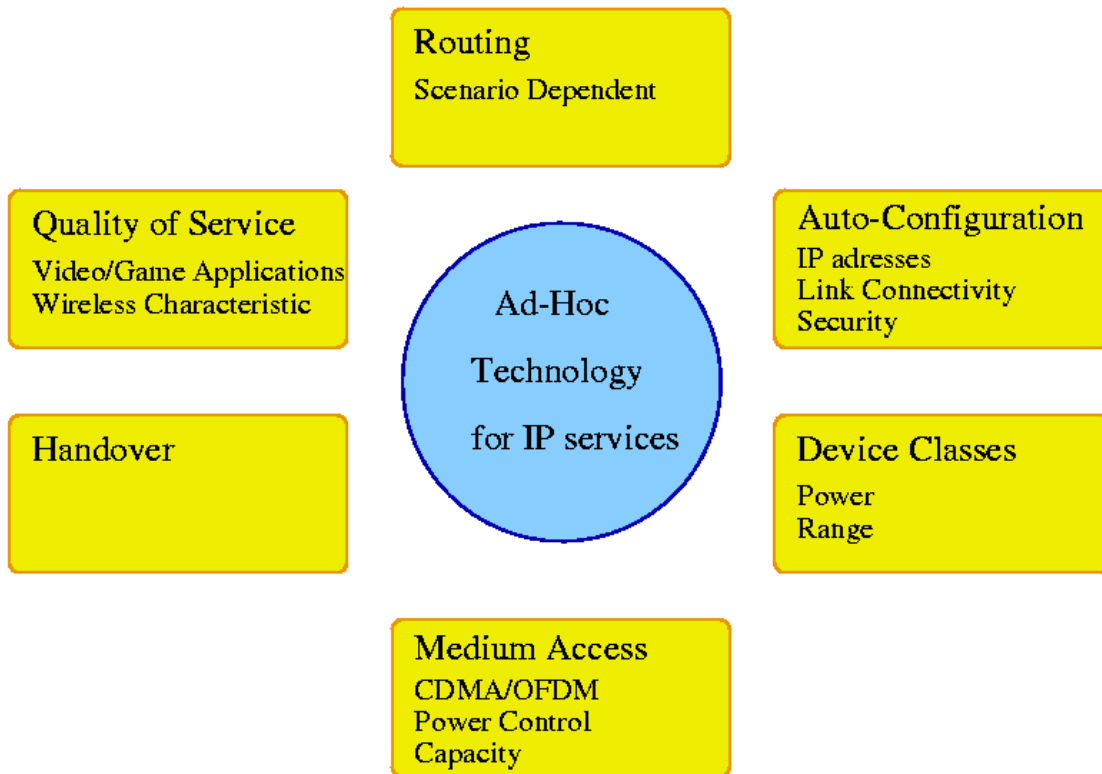 Routing
Scenario Dependent
Quality of Service
Video/Game Applications
Wireless Characteristic
Auto-Configuration
IP adresses
Link Connectivity
Security
Ad-Hoc
Technology
for IP services
Handover
Device Classes
Power
Range
Medium Access
CDMA/OFDM
Power Control
Capacity